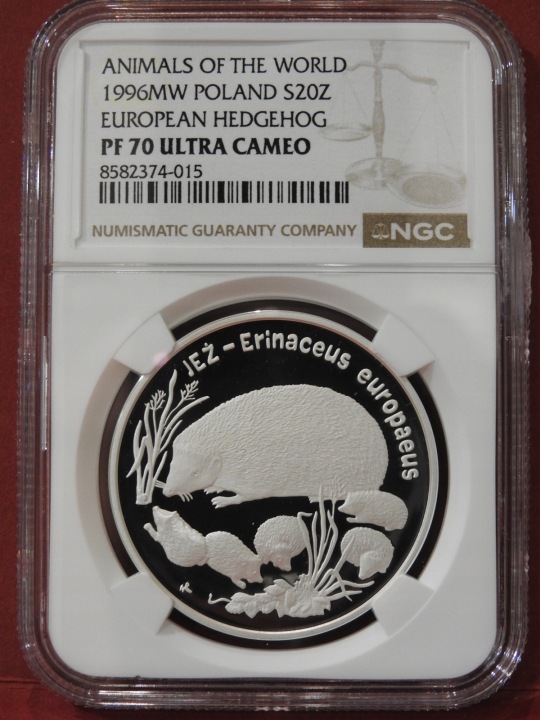 ANIMALS OF THE WORLD
1996MW POLAND S20Z
EUROPEAN HEDGEHOG
PF 70 ULTRA CAMEO
8582374-015
NUMISMATIC GUARANTY COMPANY
NGC
JEŻ - Erinaceus europaeus